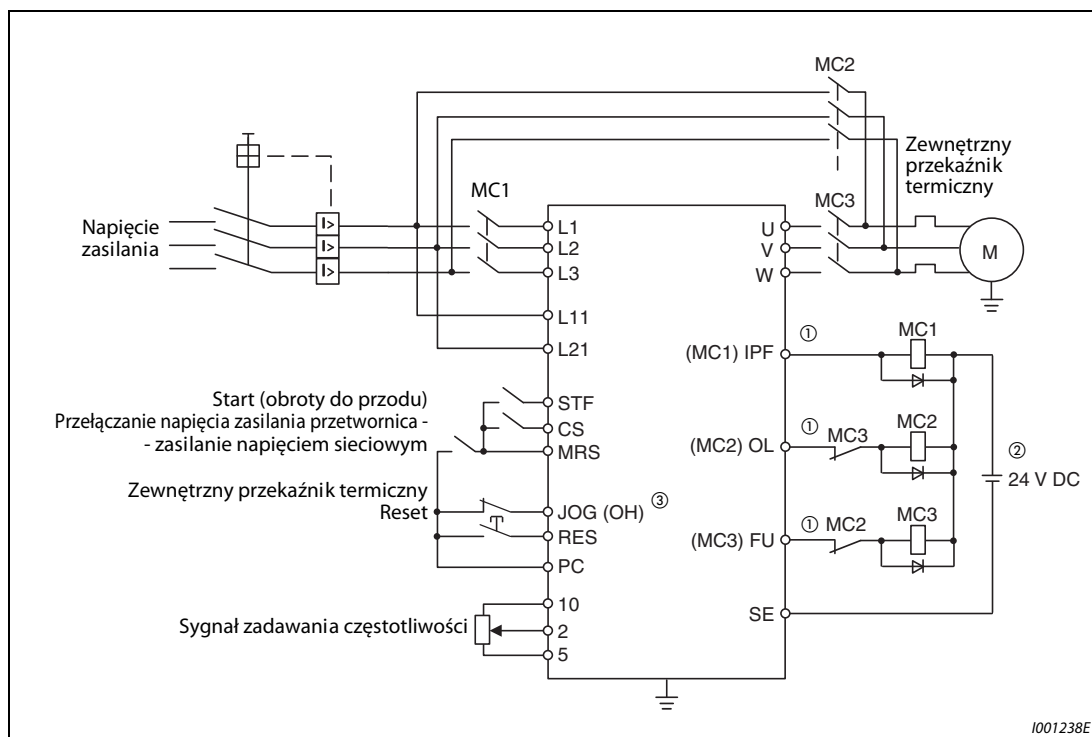 MC2
Zewnętrzny
przekaźnik
termiczny
MC1
MC3
Napięcie
zasilania
I>
I>
I>
L1
L2
L3
U
V
W
M
L11
L21
(MC1) IPF
①
MC1
Start (obroty do przodu)
Przełączanie napięcia zasilania przetwornica -
- zasilanie napięciem sieciowym
STF
CS
MRS
(MC2) OL
①
MC3
MC2
②
24 V DC
Zewnętrzny przekaźnik termiczny
Reset
JOG (OH)
③
RES
PC
(MC3) FU
①
MC2
MC3
Sygnał zadawania częstotliwości
10
2
5
SE
I001238E